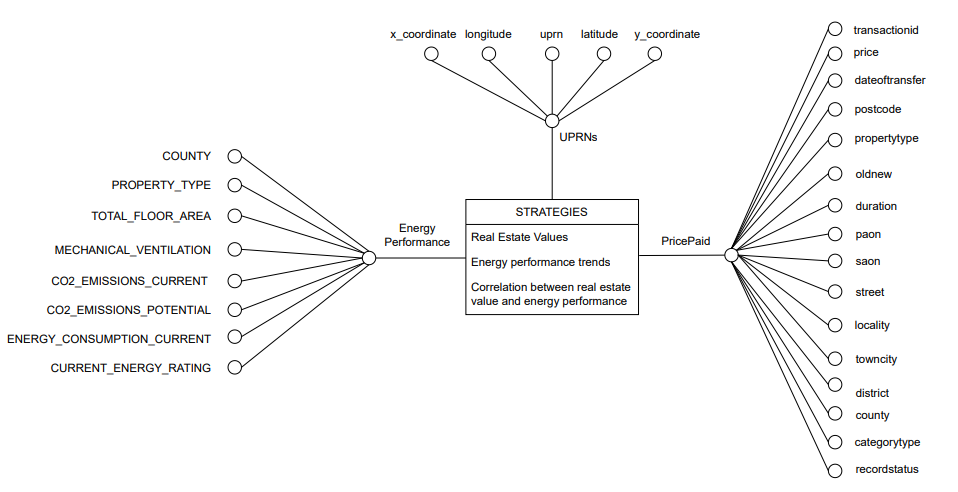 x_coordinate
longitude
uprn
latitude
y_coordinate
UPRNs
COUNTY
PROPERTY_TYPE
TOTAL_FLOOR_AREA
MECHANICAL_VENTILATION
CO2_EMISSIONS_CURRENT
CO2_EMISSIONS_POTENTIAL
ENERGY_CONSUMPTION_CURRENT
CURRENT_ENERGY_RATING
Energy
Performance
STRATEGIES
Real Estate Values
Energy performance trends
Correlation between real estate
value and energy performance
PricePaid
transactionid
price
dateoftransfer
postcode
propertytype
oldnew
duration
paon
saon
street
locality
towncity
district
county
categorytype
recordstatus